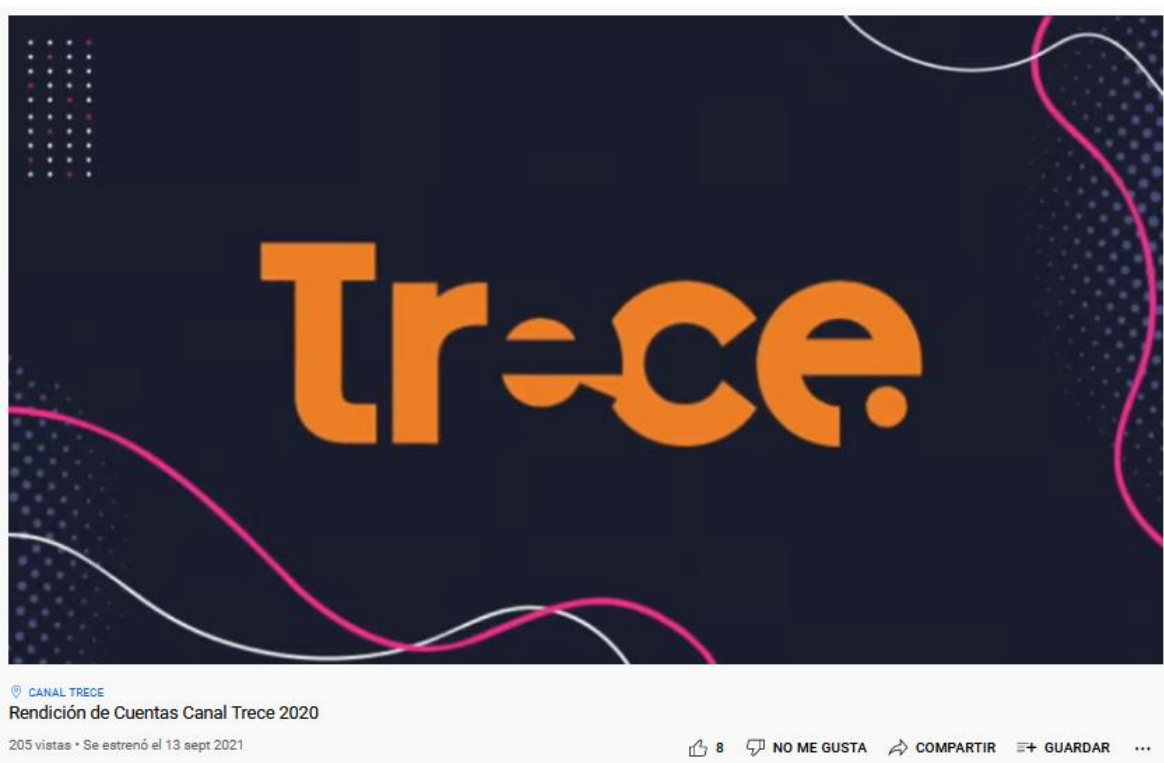 Trece.
CANAL TRECE
Rendición de Cuentas Canal Trece 2020
205 vistas • Se estrenó el 13 sept 2021
8 NO ME GUSTA COMPARTIR GUARDAR ...